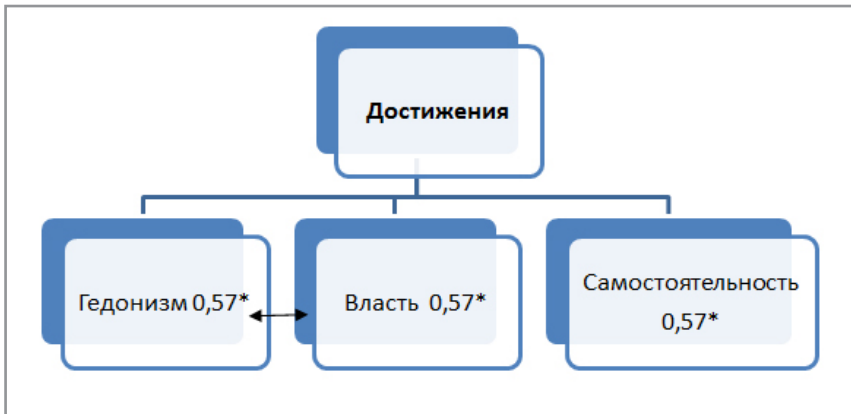 Достижения
Гедонизм 0,57*
Власть 0,57*
Самостоятельность
0,57*